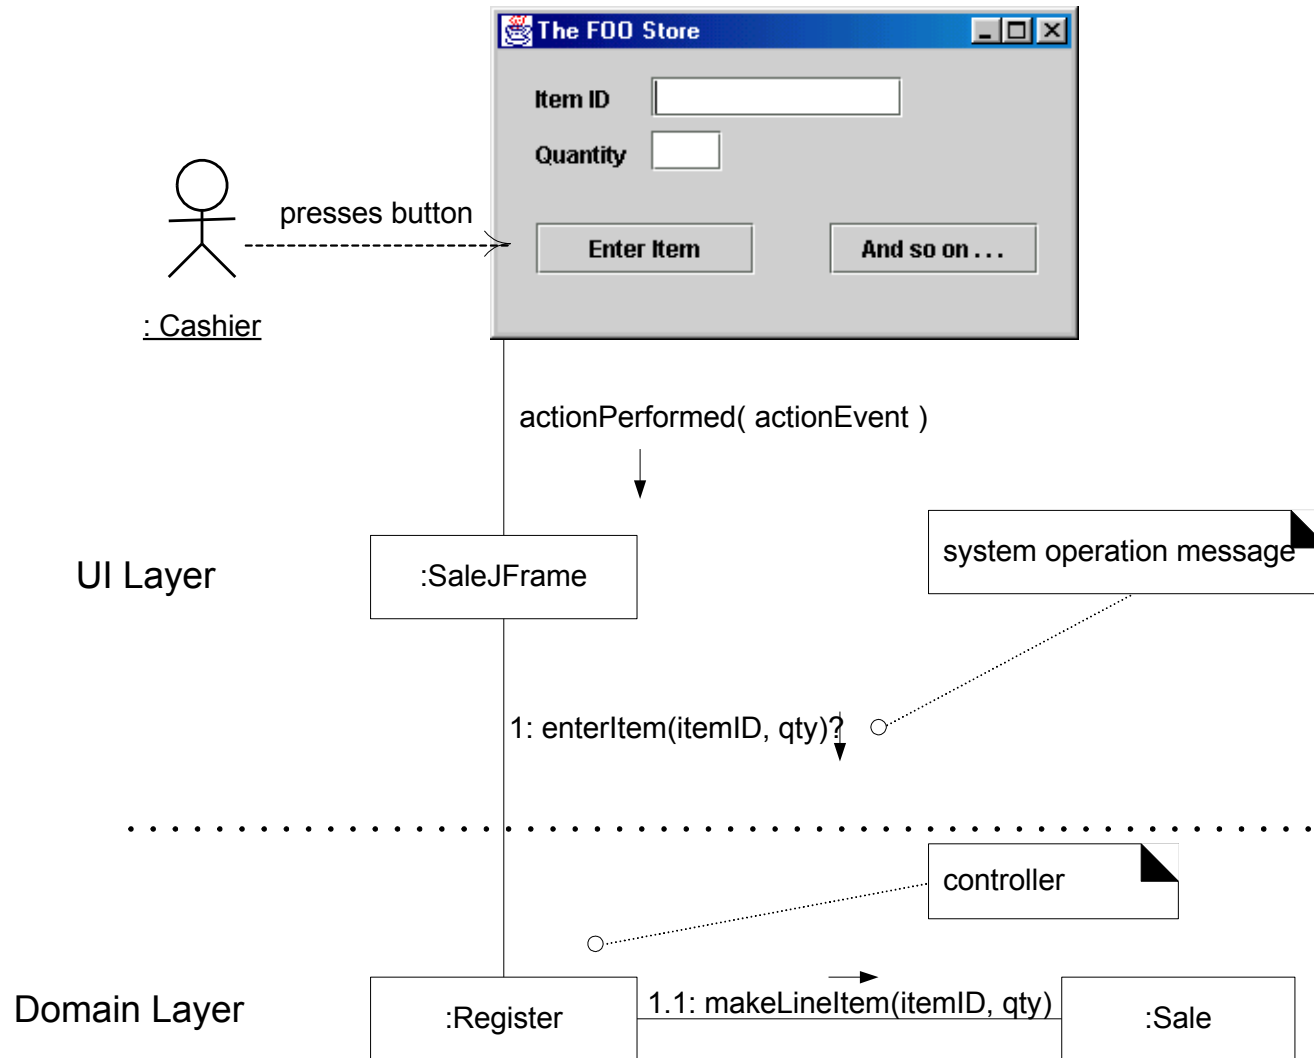 The FOO Store
Item ID
Quantity
presses button
Enter Item
And so on . . .
: Cashier
actionPerformed( actionEvent )
system operation message
UI Layer
:SaleJFrame
1: enterItem(itemID, qty)?
controller
Domain Layer
:Register
1.1: makeLineItem(itemID, qty)
:Sale